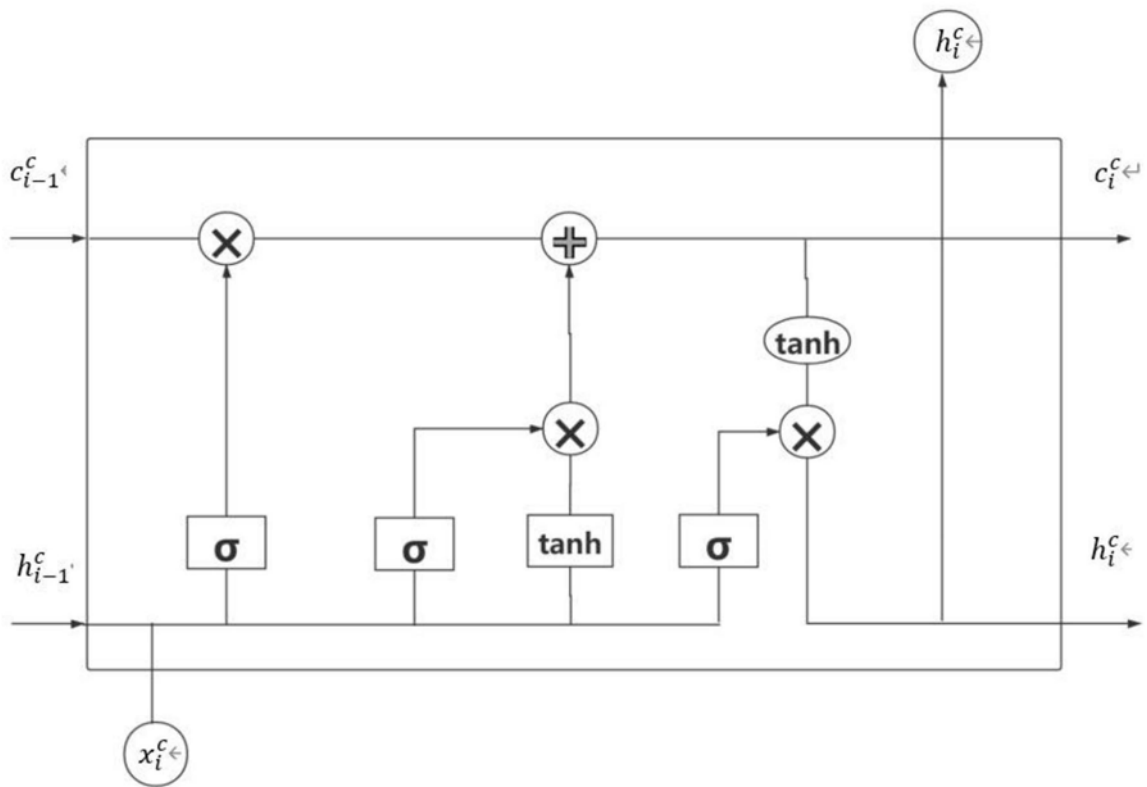 h_i^c←
c_{i-1}^c
c_i^c↵
×
+
tanh
×
×
σ
σ
tanh
σ
h_{i-1}^c
h_i^c←
x_i^c←